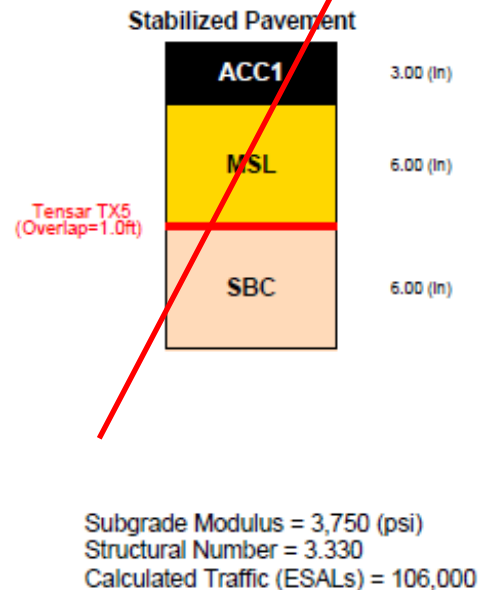 Stabilized Pavement
ACC1
3.00 (in)
MSL
6.00 (in)
Tensar TX5
(Overlap=1.0ft)
SBC
6.00 (in)
Subgrade Modulus = 3,750 (psi)
Structural Number = 3.330
Calculated Traffic (ESALs) = 106,000